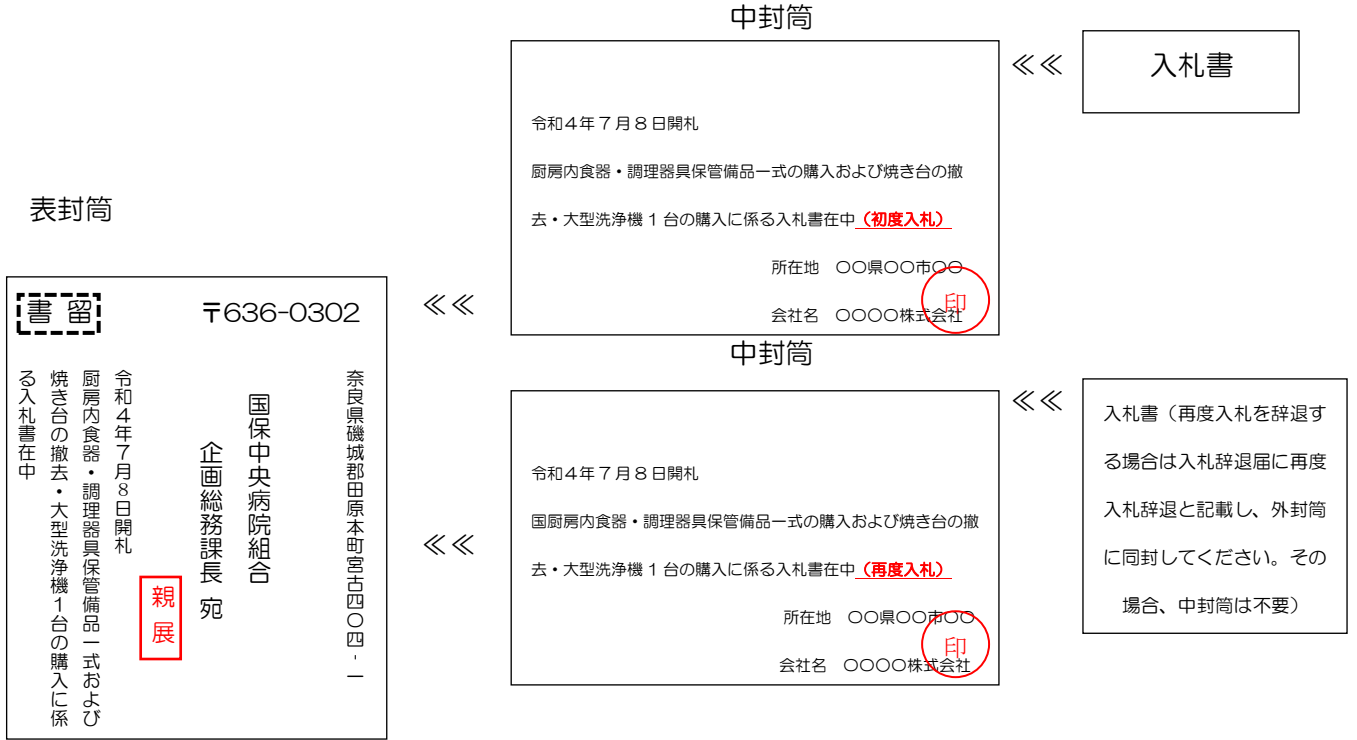 中封筒
≪≪
入札書
令和4年7月8日開札
厨房内食器・調理器具保管備品一式の購入および焼き台の撤
去・大型洗浄機1台の購入に係る入札書在中（初度入札）
所在地　〇〇県〇〇市〇〇
会社名　〇〇〇〇株式会社
印
表封筒
書留
〒636-0302
≪≪
奈良県磯城郡田原本町宮古四〇四-一
国保中央病院組合
企画総務課長 宛
親展
令和4年7月8日開札
厨房内食器・調理器具保管備品一式および
焼き台の撤去・大型洗浄機1台の購入に係
る入札書在中
≪≪
中封筒
≪≪
令和4年7月8日開札
国厨房内食器・調理器具保管備品一式の購入および焼き台の撤
去・大型洗浄機1台の購入に係る入札書在中（再度入札）
所在地　〇〇県〇〇市〇〇
会社名　〇〇〇〇株式会社
印
入札書（再度入札を辞退す
る場合は入札辞退届に再度
入札辞退と記載し、外封筒
に同封してください。その
場合、中封筒は不要）